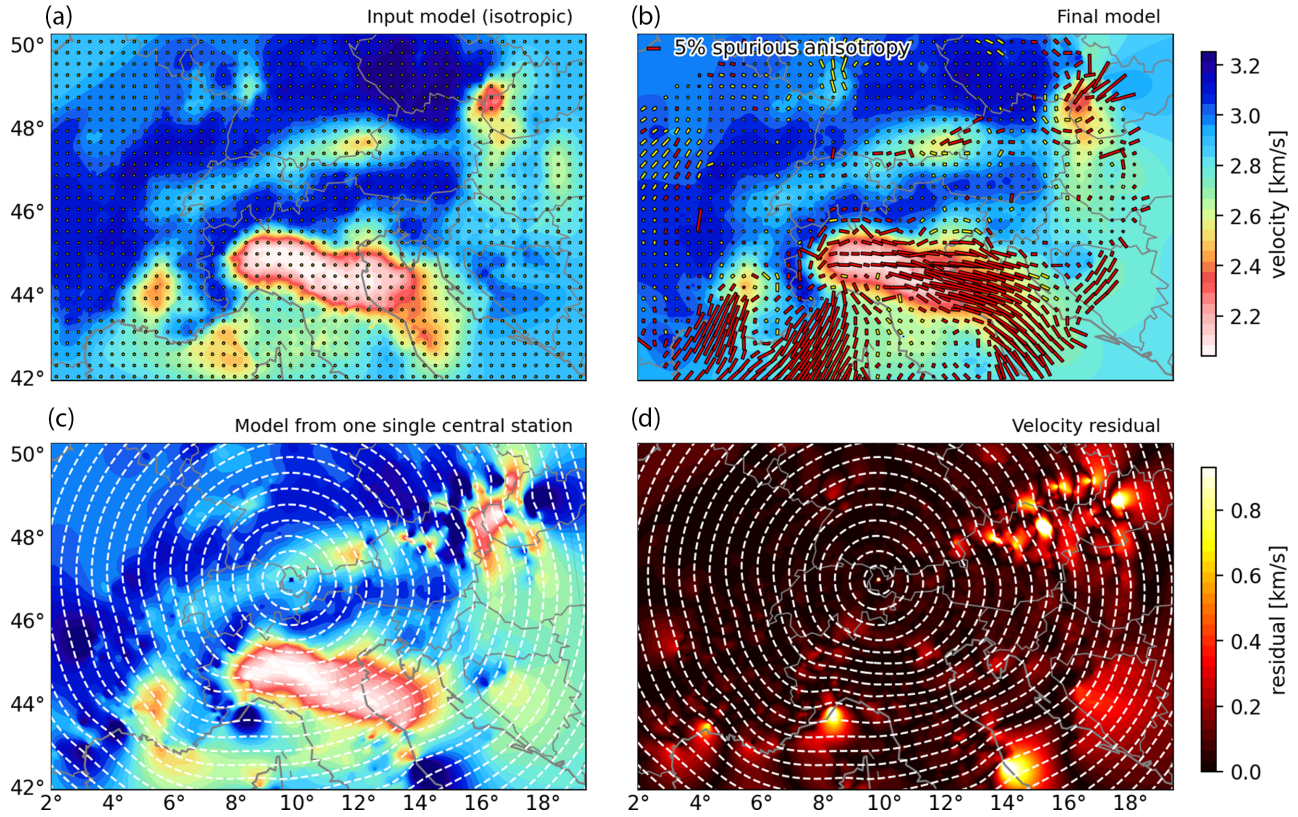 (a) Input model (isotropic)
(b) Final model
50°
48°
46°
44°
42°
5% spurious anisotropy
3.2
3.0
2.8
2.6
2.4
2.2
velocity [km/s]
(c) Model from one single central station
(d) Velocity residual
50°
48°
46°
44°
42°
2° 4° 6° 8° 10° 12° 14° 16° 18°
2° 4° 6° 8° 10° 12° 14° 16° 18°
0.8
0.6
0.4
0.2
0.0
residual [km/s]